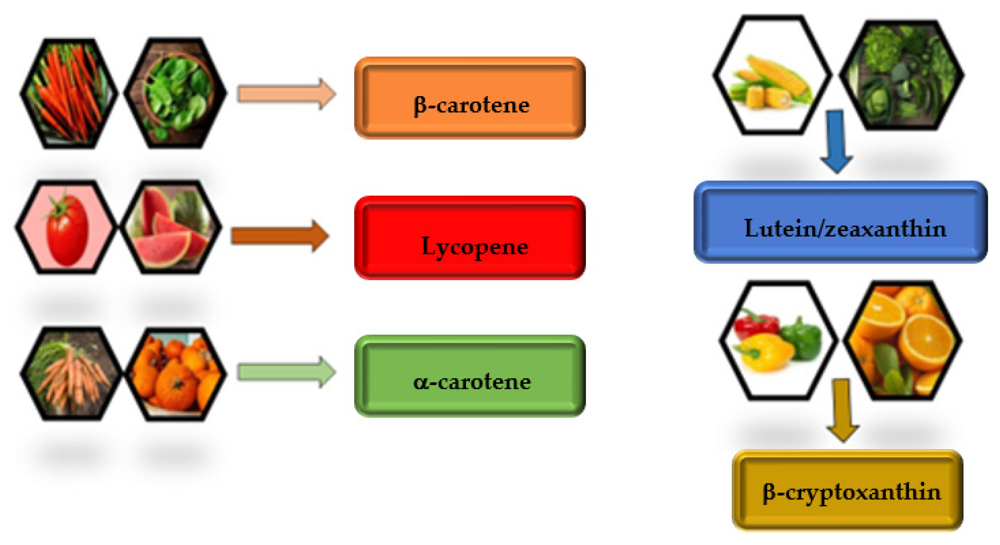 β-carotene
Lycopene
α-carotene
Lutein/zeaxanthin
β-cryptoxanthin